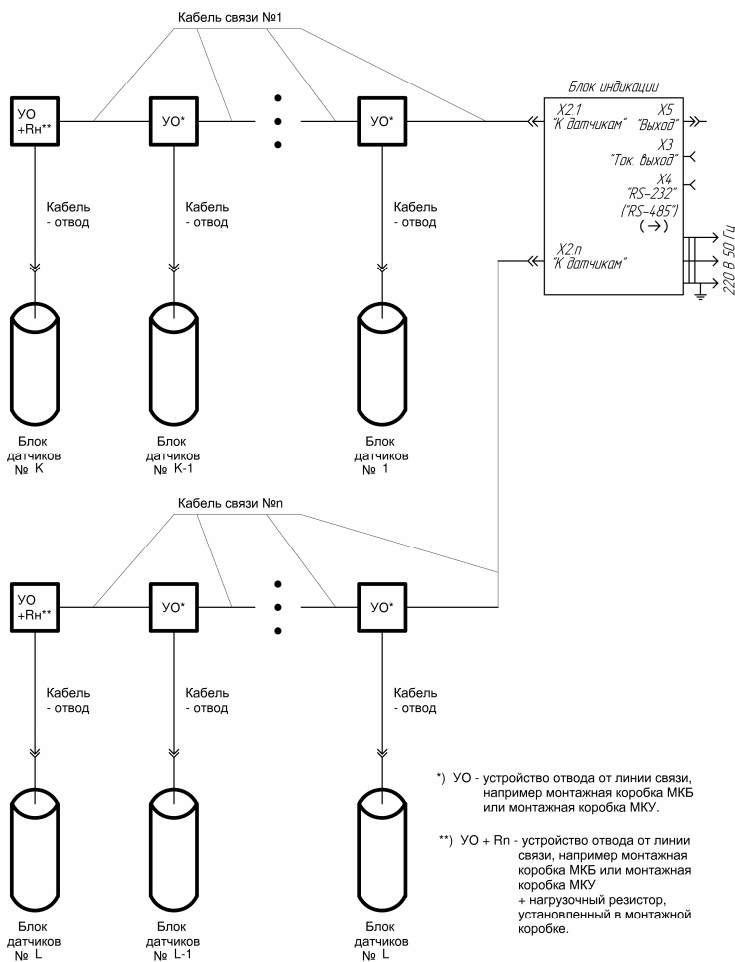 Кабель связи №1
Блок индикации
УО
+Rн**
УО*
УО*
X2.1
"К датчикам"
X5
"Выход"
X3
"Ток. выход"
X4
"RS-232"
("RS-485")
(→)
X2.n
"К датчикам"
220 В 50 Гц
Кабель
- отвод
Кабель
- отвод
Кабель
- отвод
Блок
датчиков
№ K
Блок
датчиков
№ K-1
Блок
датчиков
№ 1
Кабель связи №n
УО
+Rн**
УО*
УО*
Кабель
- отвод
Кабель
- отвод
Кабель
- отвод
Блок
датчиков
№ L
Блок
датчиков
№ L-1
Блок
датчиков
№ L
*) УО - устройство отвода от линии связи,
например монтажная коробка МКБ
или монтажная коробка МКУ.
**) УО + Rn - устройство отвода от линии
связи, например монтажная
коробка МКБ или монтажная
коробка МКУ
+ нагрузочный резистор,
установленный в монтажной
коробке.